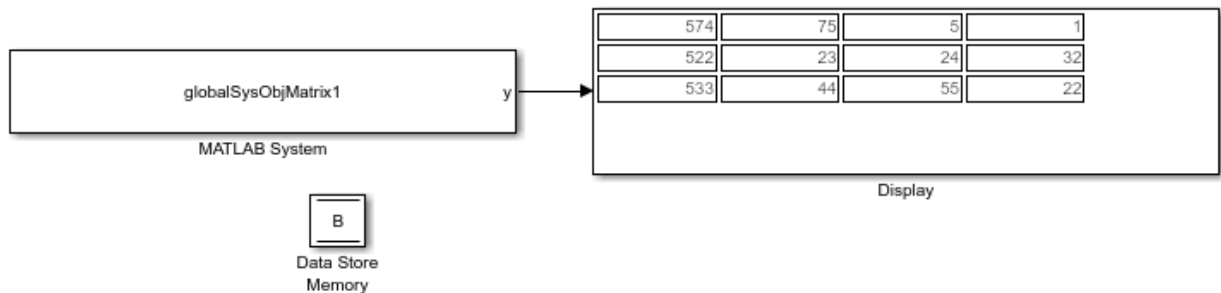 574 75 5 1
522 23 24 32
533 44 55 22
globalSysObjMatrix1 y
MATLAB System
Display
B
Data Store
Memory